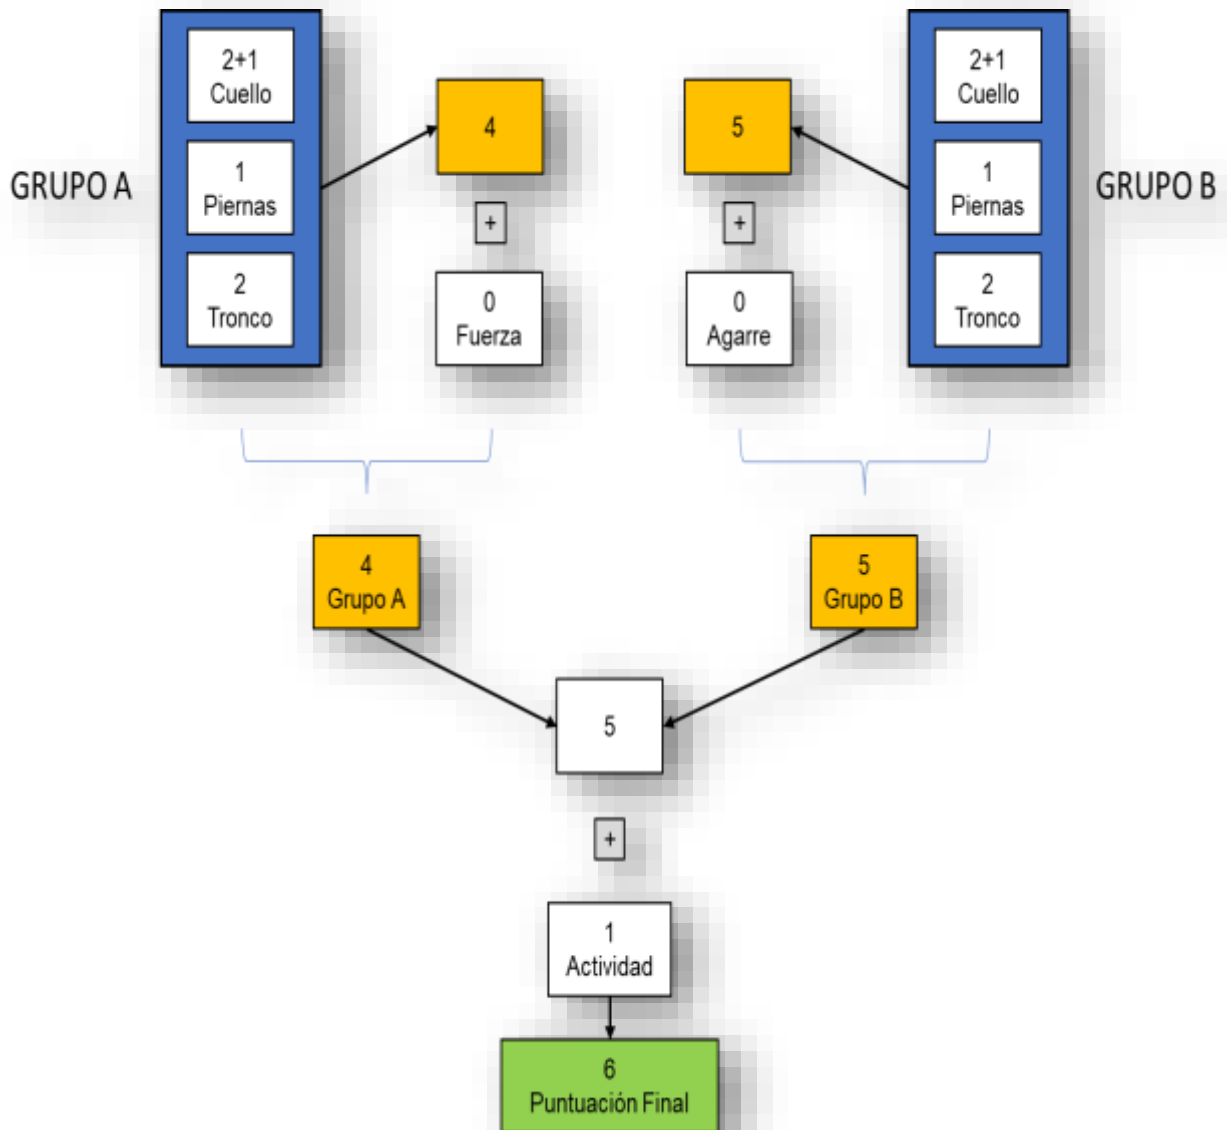 GRUPO A
2+1
Cuello
1
Piernas
2
Tronco
4
+
0
Fuerza
5
+
0
Agarre
2+1
Cuello
1
Piernas
2
Tronco
GRUPO B
4
Grupo A
5
Grupo B
5
+
1
Actividad
6
Puntuación Final